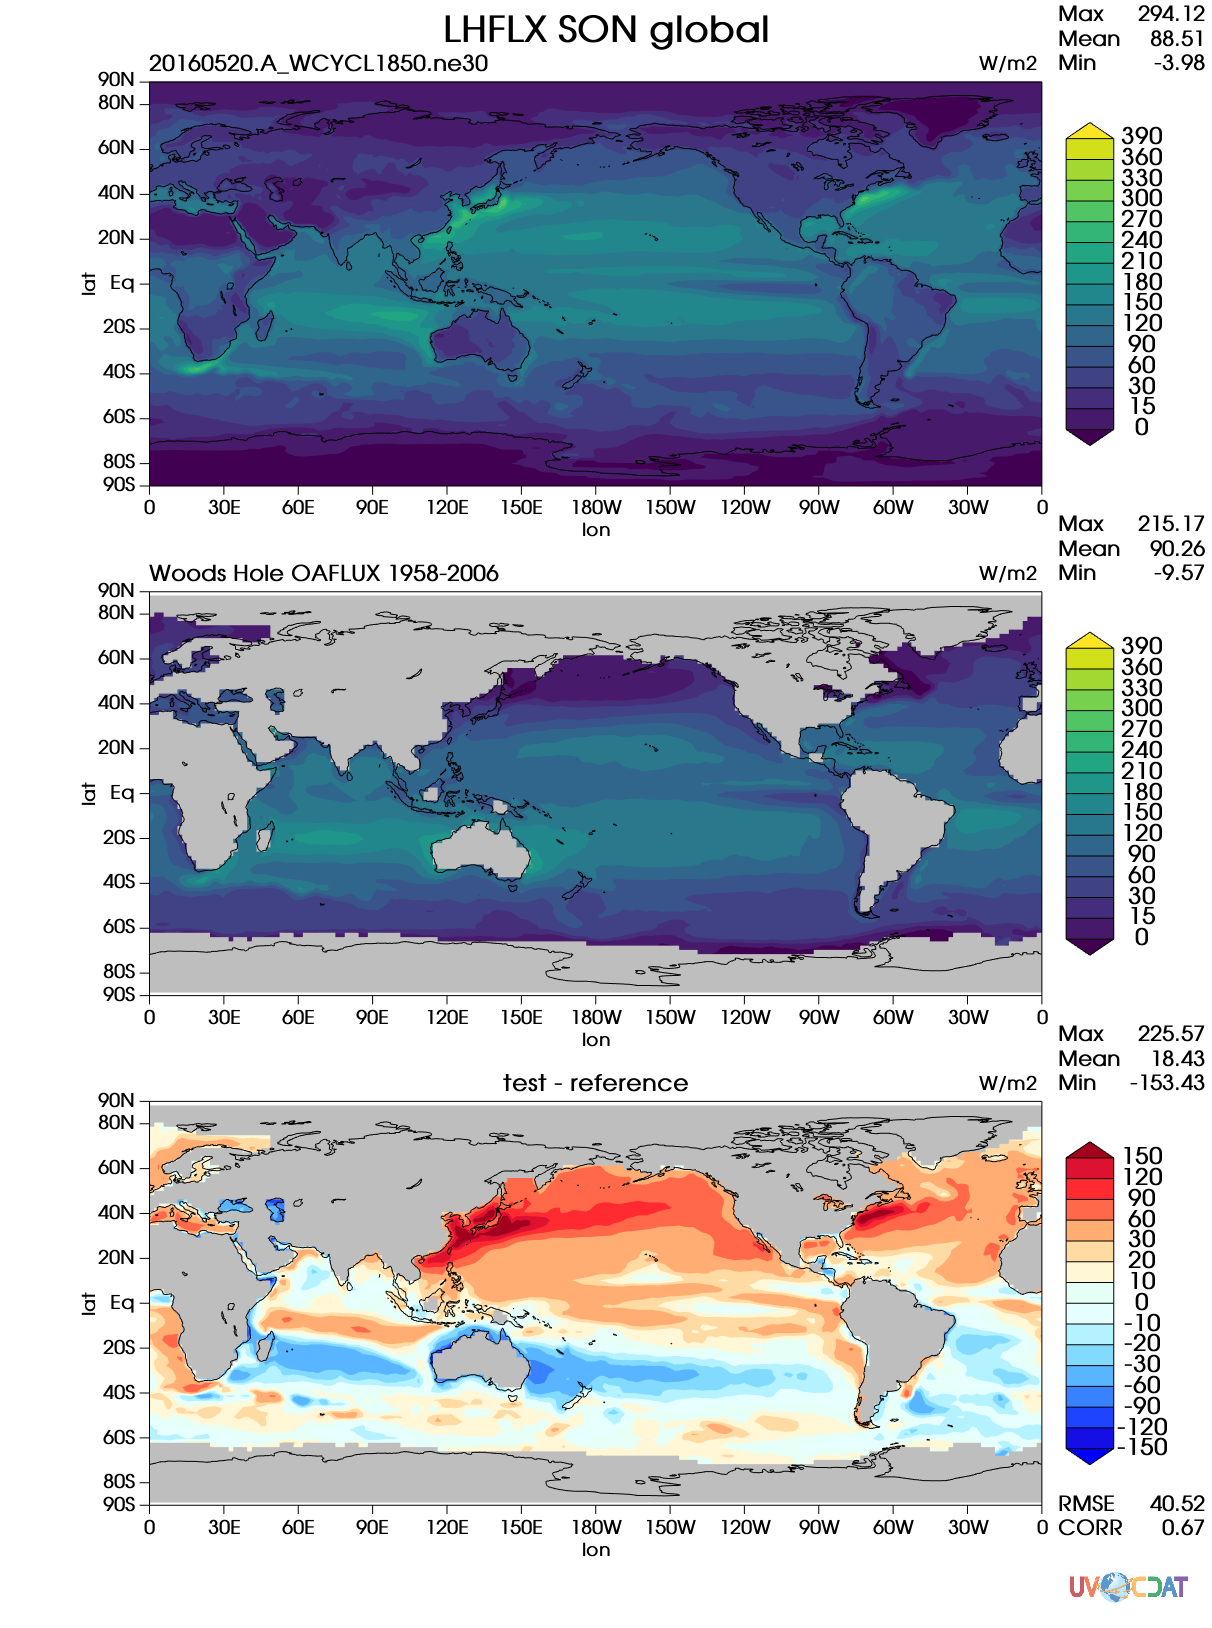 LHFLX SON global
20160520.A_WCYCL1850.ne30 W/m2
Max 294.12
Mean 88.51
Min -3.98
90N
80N
60N
40N
20N
Eq
20S
40S
60S
80S
90S
lat
0 30E 60E 90E 120E 150E 180W 150W 120W 90W 60W 30W 0
lon
390
360
330
300
270
240
210
180
150
120
90
60
30
15
0
Woods Hole OAFLUX 1958-2006 W/m2
Max 215.17
Mean 90.26
Min -9.57
90N
80N
60N
40N
20N
Eq
20S
40S
60S
80S
90S
lat
0 30E 60E 90E 120E 150E 180W 150W 120W 90W 60W 30W 0
lon
390
360
330
300
270
240
210
180
150
120
90
60
30
15
0
test - reference W/m2
Max 225.57
Mean 18.43
Min -153.43
90N
80N
60N
40N
20N
Eq
20S
40S
60S
80S
90S
lat
0 30E 60E 90E 120E 150E 180W 150W 120W 90W 60W 30W 0
lon
150
120
90
60
30
20
10
0
-10
-20
-30
-60
-90
-120
-150
RMSE 40.52
CORR 0.67
UV CDAT